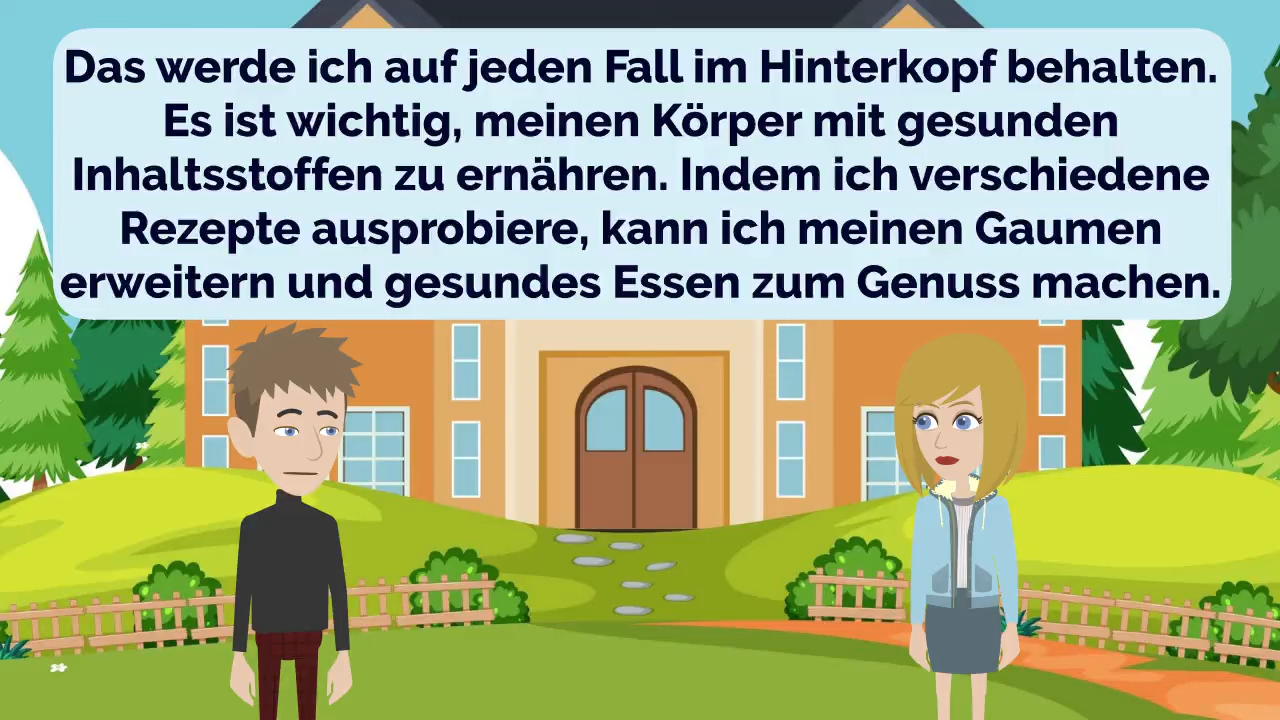 Das werde ich auf jeden Fall im Hinterkopf behalten.
Es ist wichtig, meinen Körper mit gesunden
Inhaltsstoffen zu ernähren. Indem ich verschiedene
Rezepte ausprobiere, kann ich meinen Gaumen
erweitern und gesundes Essen zum Genuss machen.